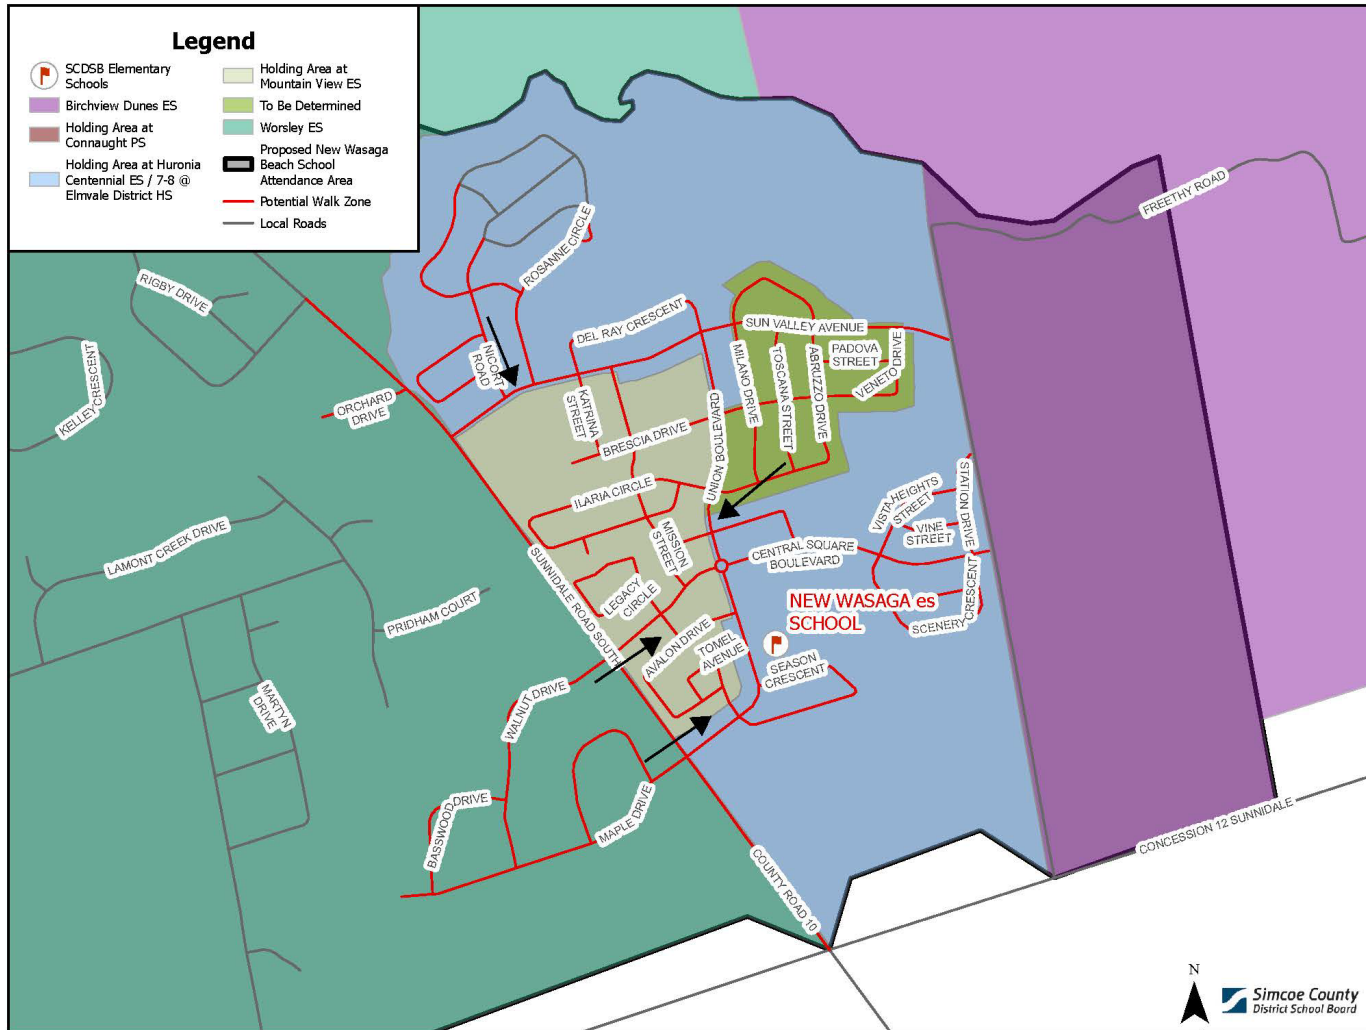 Legend
SCDSB Elementary
Schools
Birchview Dunes ES
Holding Area at
Connaught PS
Holding Area at Huronia
Centennial ES / 7-8 @
Elmvale District HS
Holding Area at
Mountain View ES
To Be Determined
Worsley ES
Proposed New Wasaga
Beach School
Attendance Area
Potential Walk Zone
Local Roads
FREETHY ROAD
RIGBY DRIVE
ROSANNE CIRCLE
DEL RAY CRESCENT
SUN VALLEY AVENUE
KELLEY CRESCENT
NICORT
ROAD
PADOVA
STREET
VENETO DRIVE
MILANO DRIVE
TOSCANA STREET
ABRUZZO DRIVE
ORCHARD
DRIVE
KATRINA
STREET
BRESCIA DRIVE
UNION BOULEVARD
ILARIA CIRCLE
VISTA HEIGHTS
STREET
STATION DRIVE
VINE
STREET
LAMONT CREEK DRIVE
MISSION
STREET
CENTRAL SQUARE
BOULEVARD
SUNNIDALE ROAD SOUTH
LEGACY
CIRCLE
PRIDHAM COURT
NEW WASAGA es
SCHOOL
SCENERY CRESCENT
AVALON DRIVE
TOMEL
AVENUE
SEASON
CRESCENT
MARTYN
DRIVE
WALNUT DRIVE
BASSWOOD DRIVE
MAPLE DRIVE
COUNTY ROAD 10
CONCESSION 12 SUNNIDALE
N
Simcoe County
District School Board